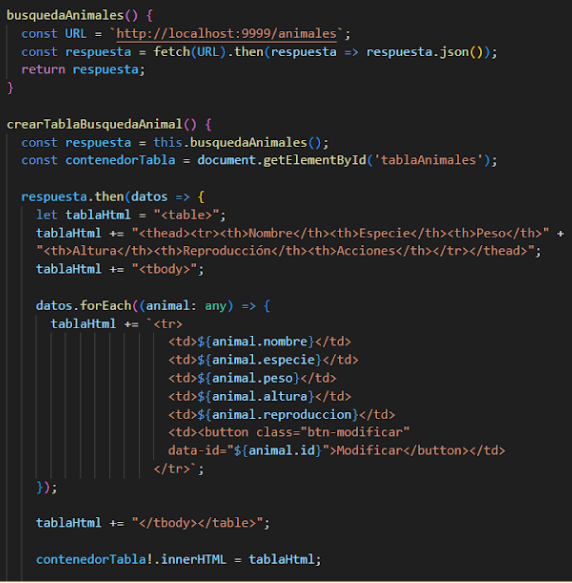 busquedaAnimales() {
const URL = `http://localhost:9999/animales`;
const respuesta = fetch(URL).then(respuesta => respuesta.json());
return respuesta;
}
crearTablaBusquedaAnimal() {
const respuesta = this.busquedaAnimales();
const contenedorTabla = document.getElementById('tablaAnimales');
respuesta.then(datos => {
let tablaHtml = "<table>";
tablaHtml += "<thead><tr><th>Nombre</th><th>Especie</th><th>Peso</th>" +
"<th>Altura</th><th>Reproducción</th><th>Acciones</th></tr></thead>";
tablaHtml += "<tbody>";
datos.forEach((animal: any) => {
tablaHtml += `<tr>
<td>${animal.nombre}</td>
<td>${animal.especie}</td>
<td>${animal.peso}</td>
<td>${animal.altura}</td>
<td>${animal.reproduccion}</td>
<td><button class="btn-modificar"
data-id="${animal.id}">Modificar</button></td>
</tr>`;
});
tablaHtml += "</tbody></table>";
contenedorTabla!.innerHTML = tablaHtml;